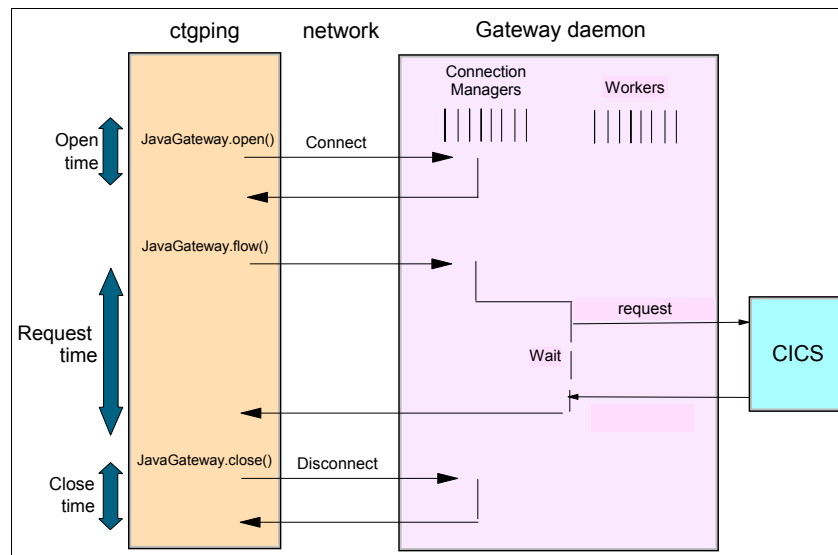 ctgping
network
Gateway daemon
Connection
Managers
Workers
Open
time
JavaGateway.open()
Connect
JavaGateway.flow()
Request
time
request
Wait
CICS
JavaGateway.close()
Disconnect
Close
time